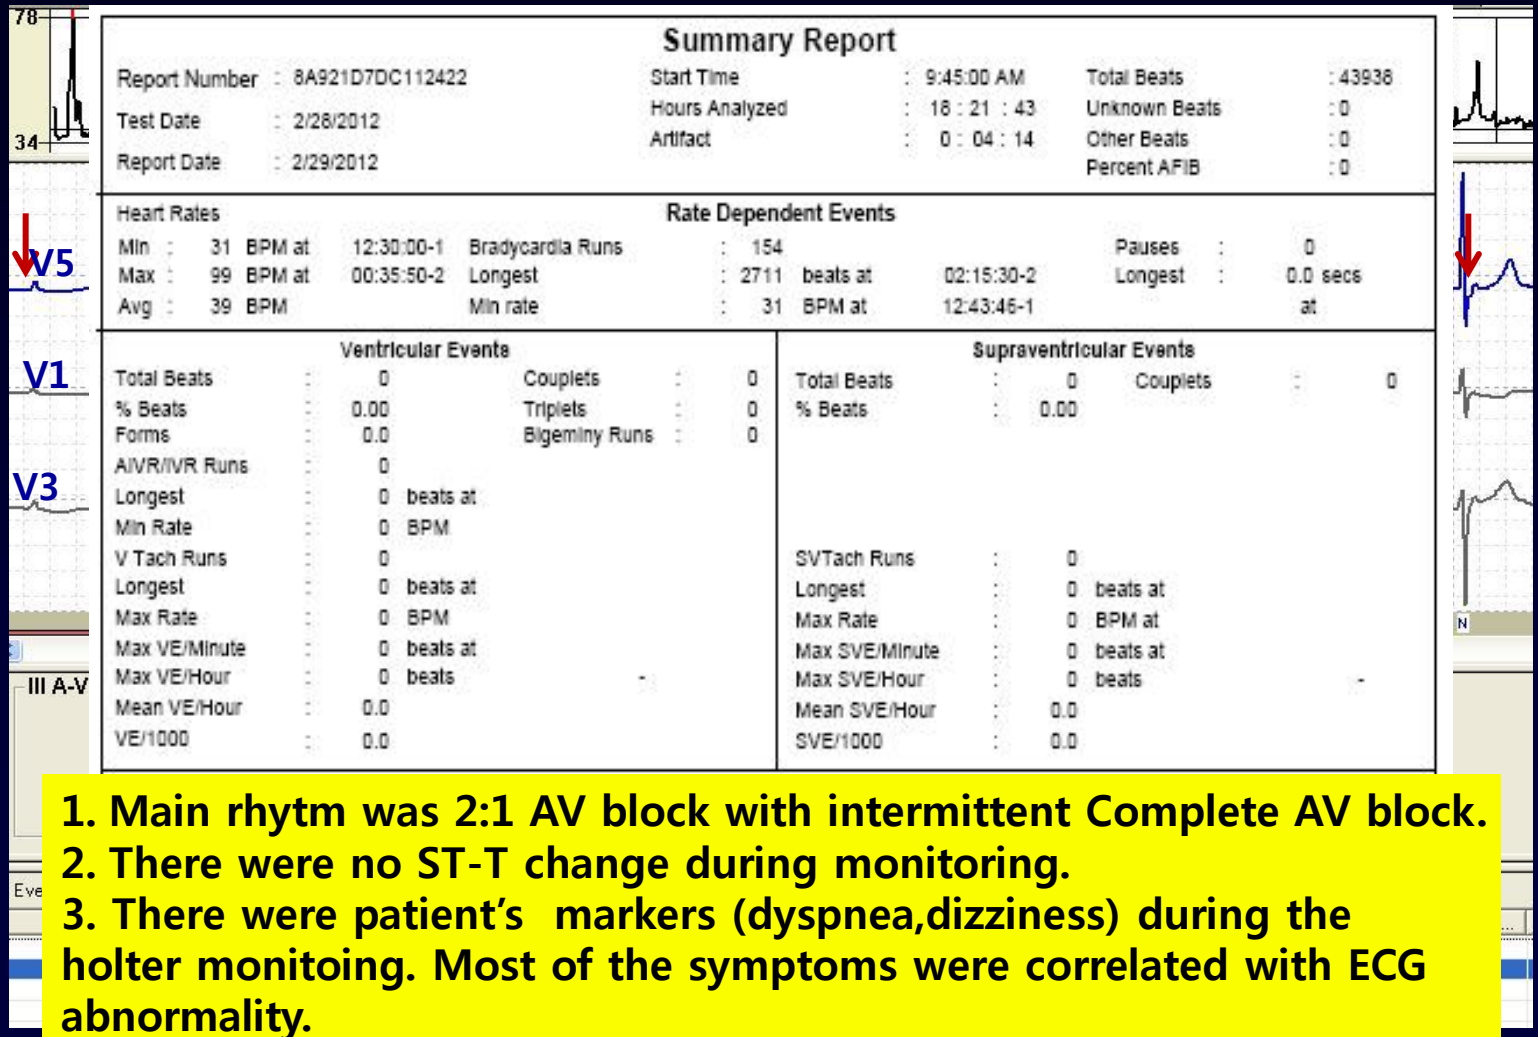 78
34
Summary Report
Report Number : 8A921D7DC112422 Start Time : 9:45:00 AM Total Beats : 43938
Hours Analyzed : 18 : 21 : 43 Unknown Beats : 0
Test Date : 2/28/2012
Artifact : 0 : 04 : 14 Other Beats : 0
Report Date : 2/29/2012 Percent AFIB : 0
Heart Rates Rate Dependent Events
Min : 31 BPM at 12:30:00-1 Bradycardia Runs : 154 Pauses : 0
Max : 99 BPM at 00:35:50-2 Longest : 2711 beats at 02:15:30-2 Longest : 0.0 secs
Avg : 39 BPM Min rate : 31 BPM at 12:43:46-1 at
V5
V1
V3
Ventricular Events
Total Beats : 0 Couplets : 0
% Beats : 0.00 Triplets : 0
Forms : 0.0 Bigeminy Runs : 0
AIVR/IVR Runs : 0
Longest : 0 beats at
Min Rate : 0 BPM
V Tach Runs : 0
Longest : 0 beats at
Max Rate : 0 BPM
Max VE/Minute : 0 beats at
Max VE/Hour : 0 beats -
Mean VE/Hour : 0.0
VE/1000 : 0.0
Supraventricular Events
Total Beats : 0 Couplets : 0
% Beats : 0.00
SVTach Runs : 0
Longest : 0 beats at
Max Rate : 0 BPM at
Max SVE/Minute : 0 beats at
Max SVE/Hour : 0 beats -
Mean SVE/Hour : 0.0
SVE/1000 : 0.0
N
III A-V
Eve
1. Main rhytm was 2:1 AV block with intermittent Complete AV block.
2. There were no ST-T change during monitoring.
3. There were patient’s markers (dyspnea,dizziness) during the
holter monitoing. Most of the symptoms were correlated with ECG
abnormality.